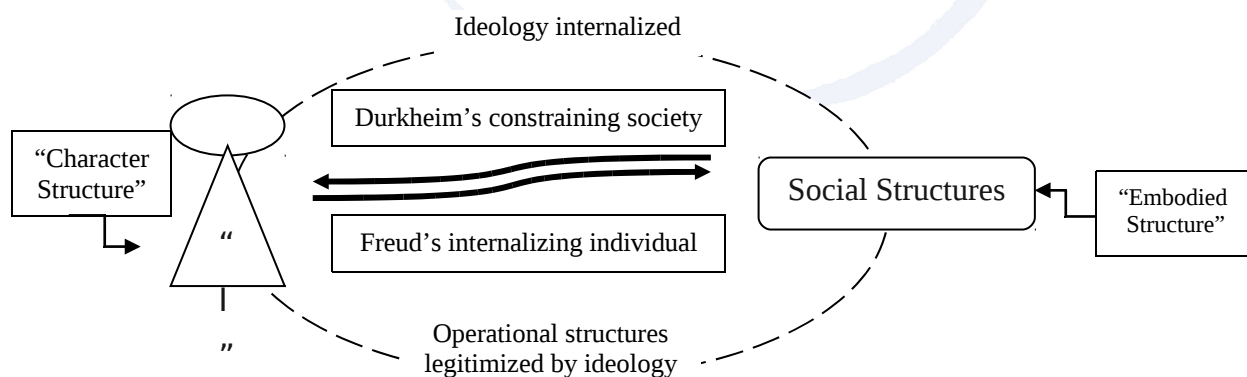 Ideology internalized
Durkheim’s constraining society
“Character
Structure”
Social Structures
“Embodied
Structure”
“
Freud’s internalizing individual
I
”
Operational structures
legitimized by ideology